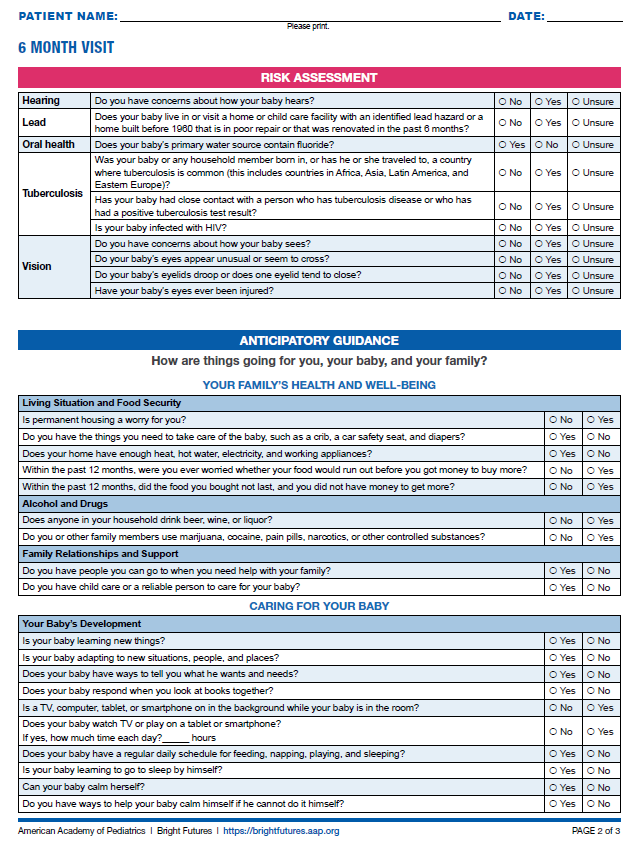 PATIENT NAME: DATE:
Please print.
6 MONTH VISIT
RISK ASSESSMENT
Hearing Do you have concerns about how your baby hears? No Yes Unsure
Lead Does your baby live in or visit a home or child care facility with an identified lead hazard or a
home built before 1960 that is in poor repair or that was renovated in the past 6 months? No Yes Unsure
Oral health Does your baby's primary water source contain fluoride? Yes No Unsure
Tuberculosis Was your baby or any household member born in, or has he or she traveled to, a country
where tuberculosis is common (this includes countries in Africa, Asia, Latin America, and
Eastern Europe)? No Yes Unsure
Has your baby had close contact with a person who has tuberculosis disease or who has
had a positive tuberculosis test result? No Yes Unsure
Is your baby infected with HIV? No Yes Unsure
Vision Do you have concerns about how your baby sees? No Yes Unsure
Do your baby's eyes appear unusual or seem to cross? No Yes Unsure
Do your baby's eyelids droop or does one eyelid tend to close? No Yes Unsure
Have your baby's eyes ever been injured? No Yes Unsure
ANTICIPATORY GUIDANCE
How are things going for you, your baby, and your family?
YOUR FAMILY'S HEALTH AND WELL-BEING
Living Situation and Food Security
Is permanent housing a worry for you? No Yes
Do you have the things you need to take care of the baby, such as a crib, a car safety seat, and diapers? Yes No
Does your home have enough heat, hot water, electricity, and working appliances? Yes No
Within the past 12 months, were you ever worried whether your food would run out before you got money to buy more? No Yes
Within the past 12 months, did the food you bought not last, and you did not have money to get more? No Yes
Alcohol and Drugs
Does anyone in your household drink beer, wine, or liquor? No Yes
Do you or other family members use marijuana, cocaine, pain pills, narcotics, or other controlled substances? No Yes
Family Relationships and Support
Do you have people you can go to when you need help with your family? Yes No
Do you have child care or a reliable person to care for your baby? Yes No
CARING FOR YOUR BABY
Your Baby's Development
Is your baby learning new things? Yes No
Is your baby adapting to new situations, people, and places? Yes No
Does your baby have ways to tell you what he wants and needs? Yes No
Does your baby respond when you look at books together? Yes No
Is a TV, computer, tablet, or smartphone on in the background while your baby is in the room? No Yes
Does your baby watch TV or play on a tablet or smartphone?
If yes, how much time each day?_____ hours No Yes
Does your baby have a regular daily schedule for feeding, napping, playing, and sleeping? Yes No
Is your baby learning to go to sleep by himself? Yes No
Can your baby calm herself? Yes No
Do you have ways to help your baby calm himself if he cannot do it himself? Yes No
American Academy of Pediatrics | Bright Futures | https://brightfutures.aap.org PAGE 2 of 3